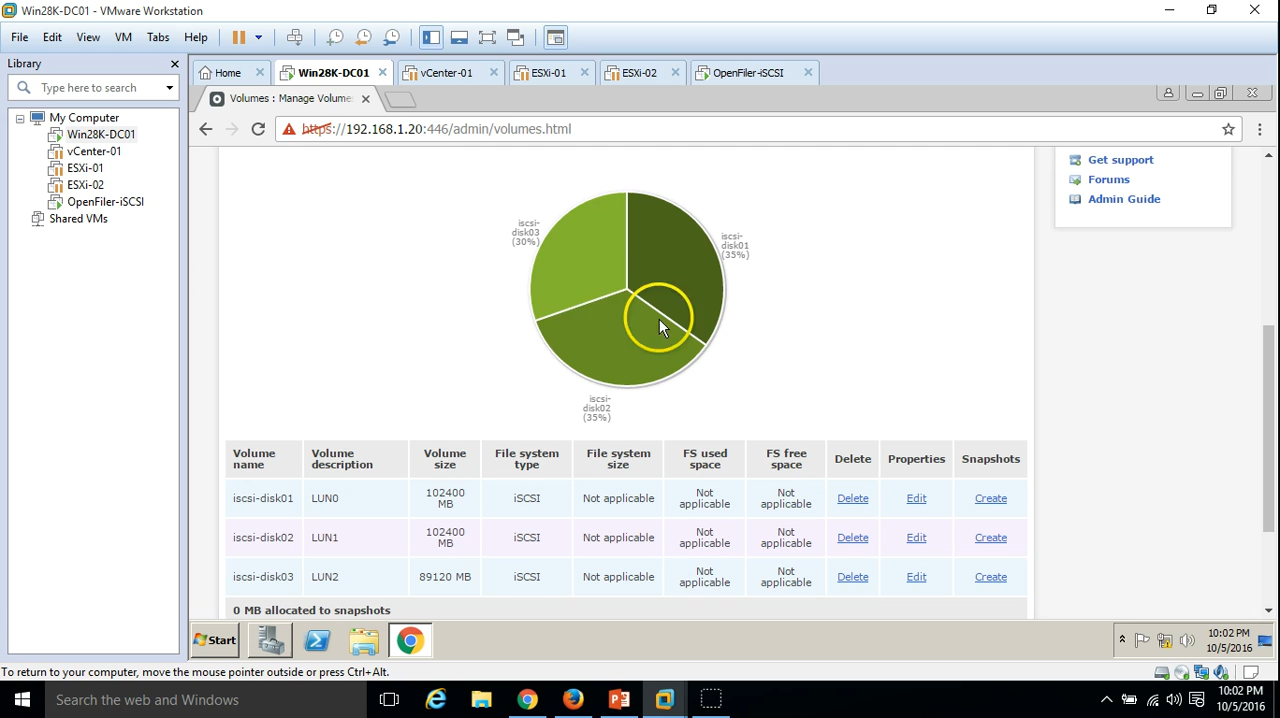 Win28K-DC01 - VMware Workstation
File Edit View VM Tabs Help
Library
Type here to search
My Computer
Win28K-DC01
vCenter-01
ESXi-01
ESXi-02
OpenFiler-iSCSI
Shared VMs
Home Win28K-DC01 vCenter-01 ESXi-01 ESXi-02 OpenFiler-iSCSI
Volumes : Manage Volume
https://192.168.1.20:446/admin/volumes.html
Get support
Forums
Admin Guide
iscsi-
disk03
(30%)
iscsi-
disk01
(35%)
iscsi-
disk02
(35%)
Volume name Volume description Volume size File system type File system size FS used space FS free space Delete Properties Snapshots
iscsi-disk01 LUN0 102400 MB iSCSI Not applicable Not applicable Not applicable Delete Edit Create
iscsi-disk02 LUN1 102400 MB iSCSI Not applicable Not applicable Not applicable Delete Edit Create
iscsi-disk03 LUN2 89120 MB iSCSI Not applicable Not applicable Not applicable Delete Edit Create
0 MB allocated to snapshots
Start
10:02 PM
10/5/2016
To return to your computer, move the mouse pointer outside or press Ctrl+Alt.
Search the web and Windows
10:02 PM
10/5/2016